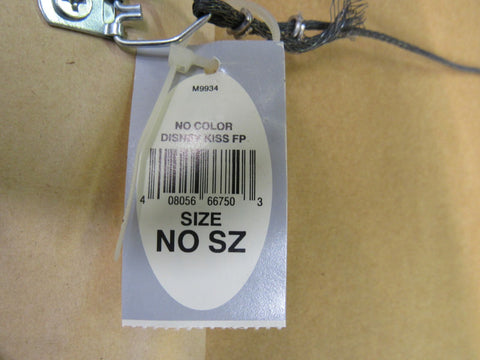 M9934
NO COLOR
DISNEY KISS FP
4 08056 66750 3
SIZE
NO SZ